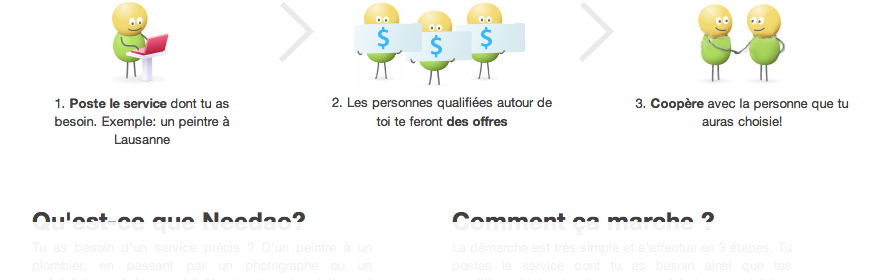 $ $ $
1. Poste le service dont tu as
besoin. Exemple: un peintre à
Lausanne
2. Les personnes qualifiées autour de
toi te feront des offres
3. Coopère avec la personne que tu
auras choisie!
Qu'est-ce que Needao?
Tu as besoin d'un service précis ? D'un peintre à un
plombier, en passant par un photographe ou un
Comment ça marche ?
La démarche est très simple et s'effectue en 3 étapes. Tu
postes le service dont tu as besoin ainsi que tes